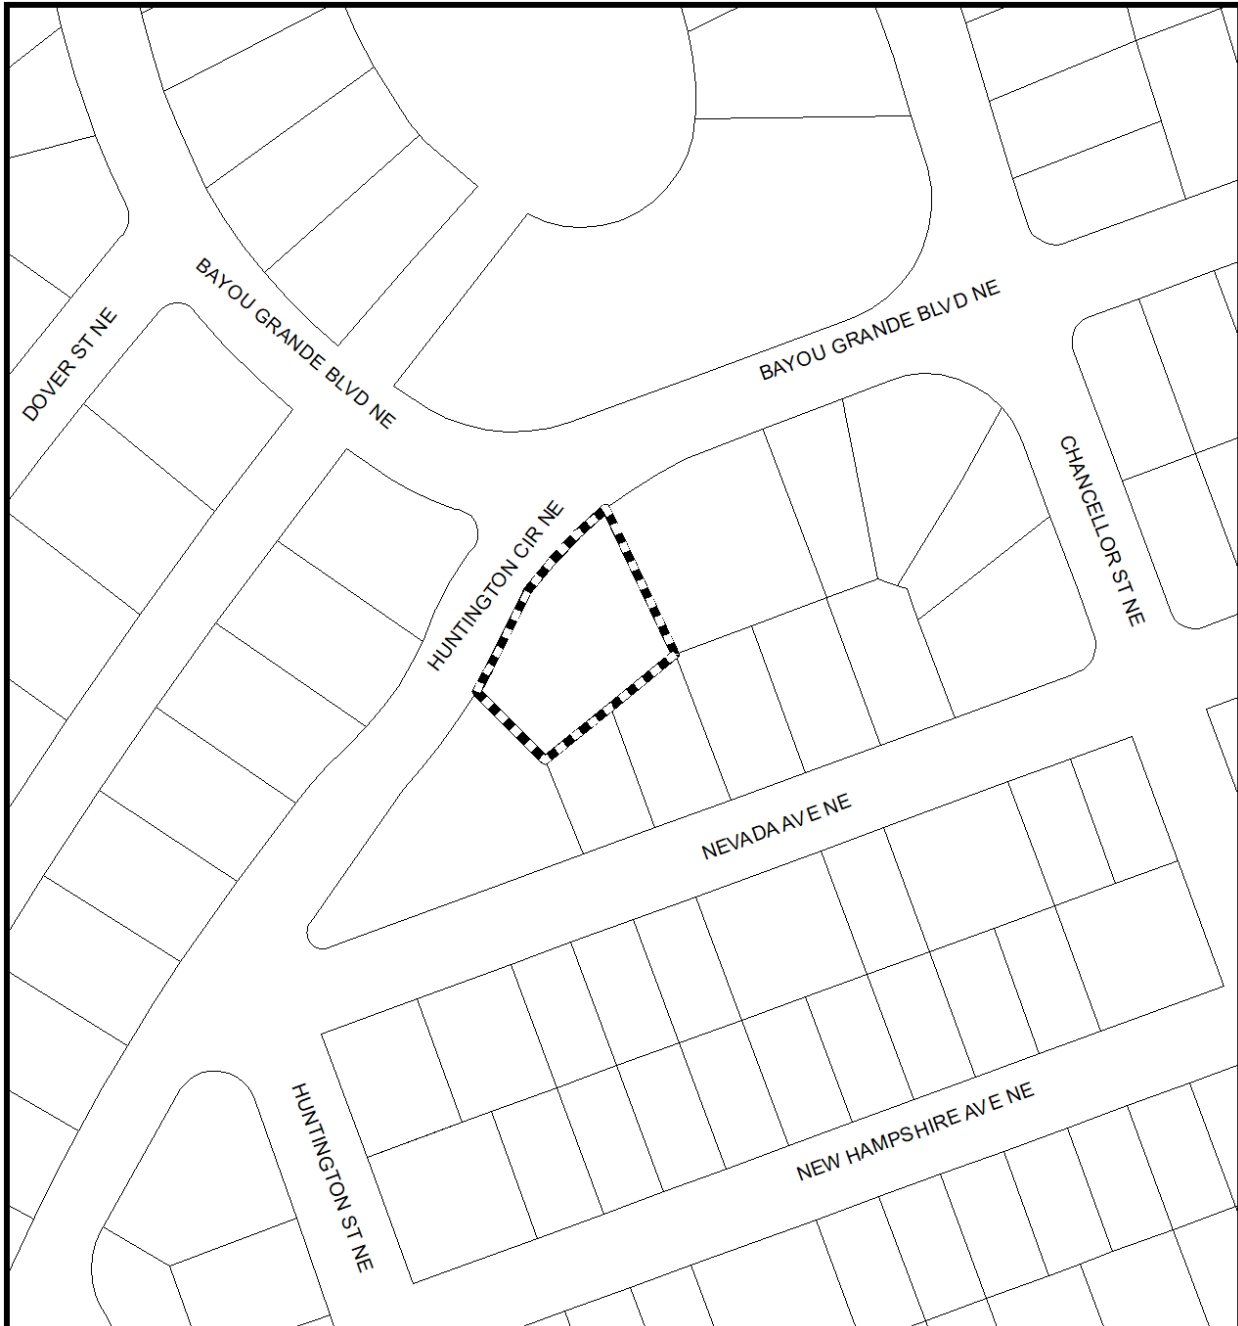 BAYOU GRANDE BLVD NE
DOVER ST NE
BAYOU GRANDE BLVD NE
CHANCELLOR ST NE
HUNTINGTON CIR NE
NEVADA AVE NE
HUNTINGTON ST NE
NEW HAMPSHIRE AVE NE